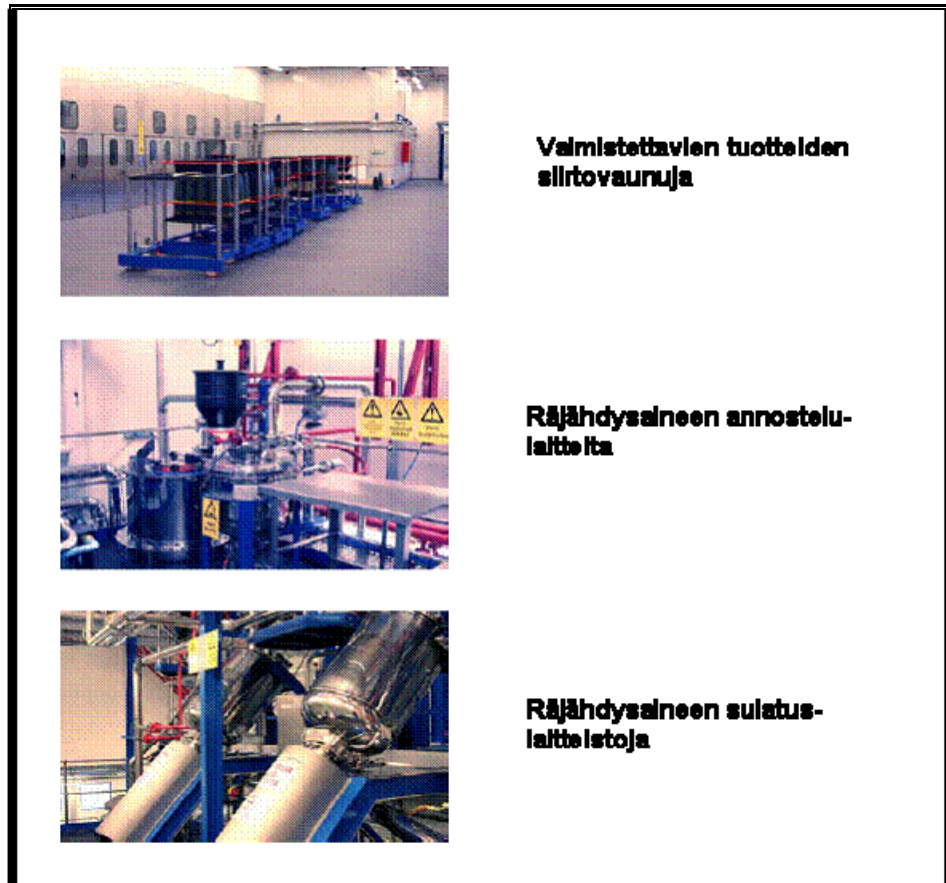 Valmistettavien tuotteiden
siirtovaunuja
Räjähdysaineen annostelu-
laitteita
Räjähdysaineen sulatus-
laitteistoja